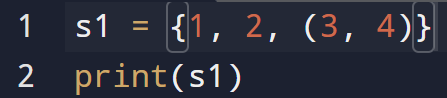 1 s1 = {1, 2, (3, 4)}
2 print(s1)